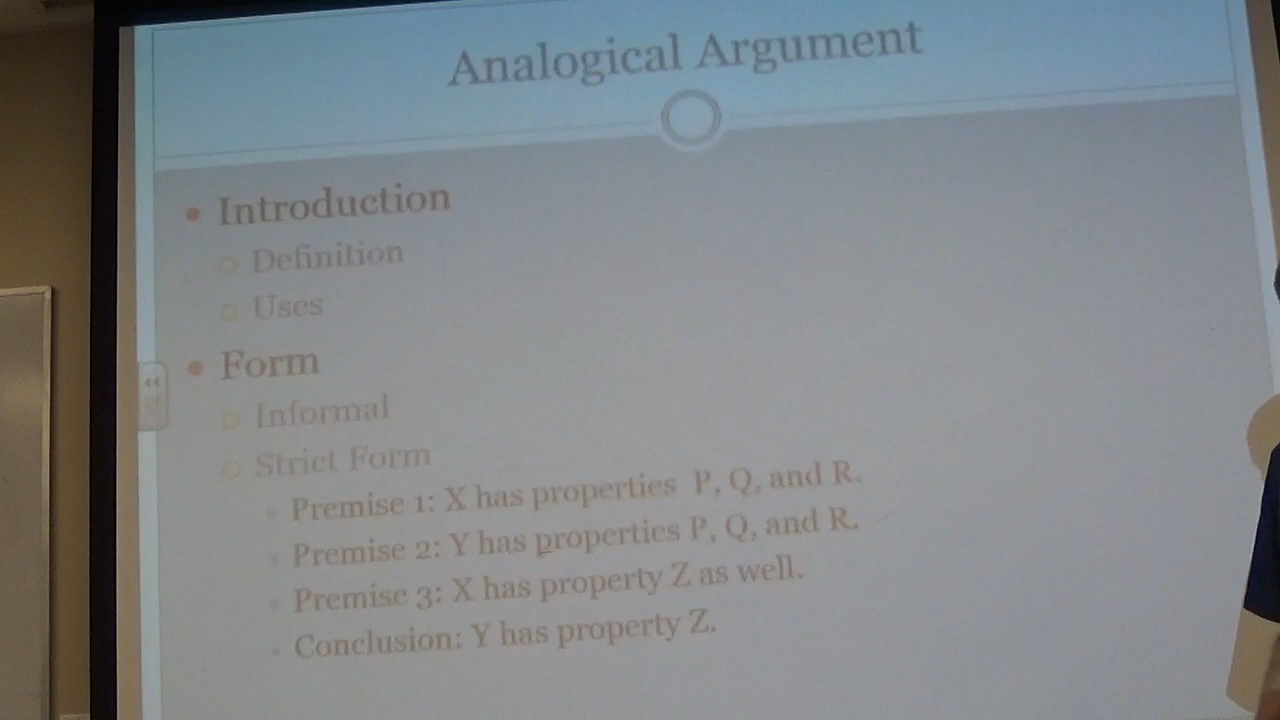 Analogical Argument
Introduction
Definition
Uses
Form
Informal
Strict Form
Premise 1: X has properties P, Q, and R.
Premise 2: Y has properties P, Q, and R.
Premise 3: X has property Z as well.
Conclusion: Y has property Z.